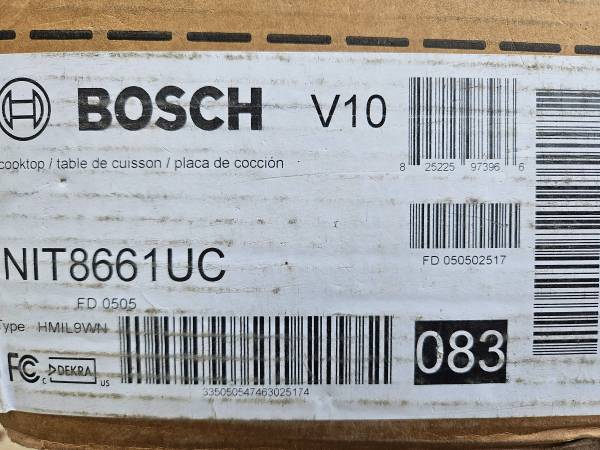 BOSCH V10
cooktop / table de cuisson / placa de cocción
8 25225 97396 6
NIT8661UC
FD 050502517
FD 0505
Type HMIL9WN
083
FC C DEKRA US
335050547463025174